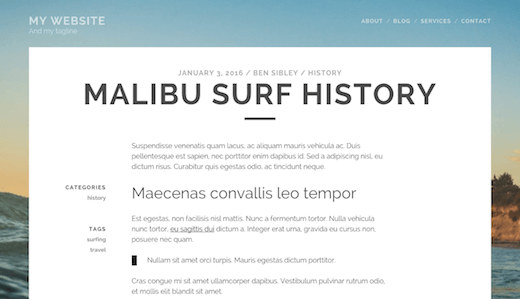 MY WEBSITE
And my tagline
ABOUT / BLOG / SERVICES / CONTACT
JANUARY 3, 2016 / BEN SIBLEY / HISTORY
MALIBU SURF HISTORY
Suspendisse venenatis quam lacus, ac aliquam mauris vehicula ac. Duis
pellentesque est sapien, nec porttitor enim dapibus id. Sed a adipiscing nisl, eu
dictum risus. Curabitur quis egestas odio, ac tincidunt neque.
CATEGORIES
history
Maecenas convallis leo tempor
Est egestas, non facilisis nisl mattis. Nunc a fermentum tortor. Nulla vehicula
nunc tortor, eu sagittis dui dictum a. Integer erat urna, gravida eu cursus non,
posuere nec quam.
TAGS
surfing
travel
Nullam sit amet orci turpis. Mauris egestas dictum porttitor.
Cras congue mi sit amet ullamcorper dapibus. Vestibulum pulvinar rutrum odio,
et mollis elit blandit sit amet.